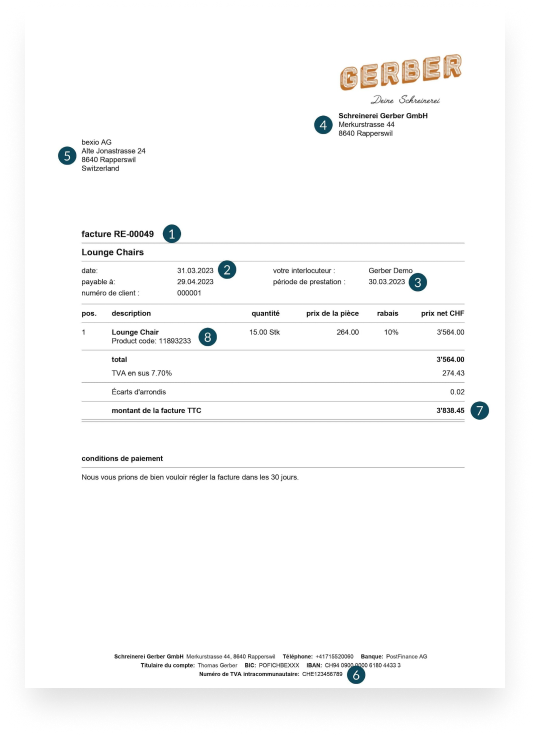 GERBER
Deine Schreinerei
Schreinerei Gerber GmbH
4 Merkurstrasse 44
8640 Rapperswil
bexio AG
5 Alte Jonastrasse 24
8640 Rapperswil
Switzerland
facture RE-00049 1
Lounge Chairs
date: 31.03.2023 2 votre interlocuteur : Gerber Demo
payable à: 29.04.2023 période de prestation : 30.03.2023 3
numéro de client : 000001
pos. description quantité prix de la pièce rabais prix net CHF
1 Lounge Chair 15.00 Stk 264.00 10% 3'564.00
Product code: 11893233 8
total 3'564.00
TVA en sus 7.70% 274.43
Écarts d'arrondis 0.02
montant de la facture TTC 3'838.45 7
conditions de paiement
Nous vous prions de bien vouloir régler la facture dans les 30 jours.
Schreinerei Gerber GmbH Merkurstrasse 44, 8640 Rapperswil Téléphone: +41715520060 Banque: PostFinance AG
Titulaire du compte: Thomas Gerber BIC: POFICHBEXXX IBAN: CH94 0900 0000 6180 4433 3
Numéro de TVA intracommunautaire: CHE123456789 6